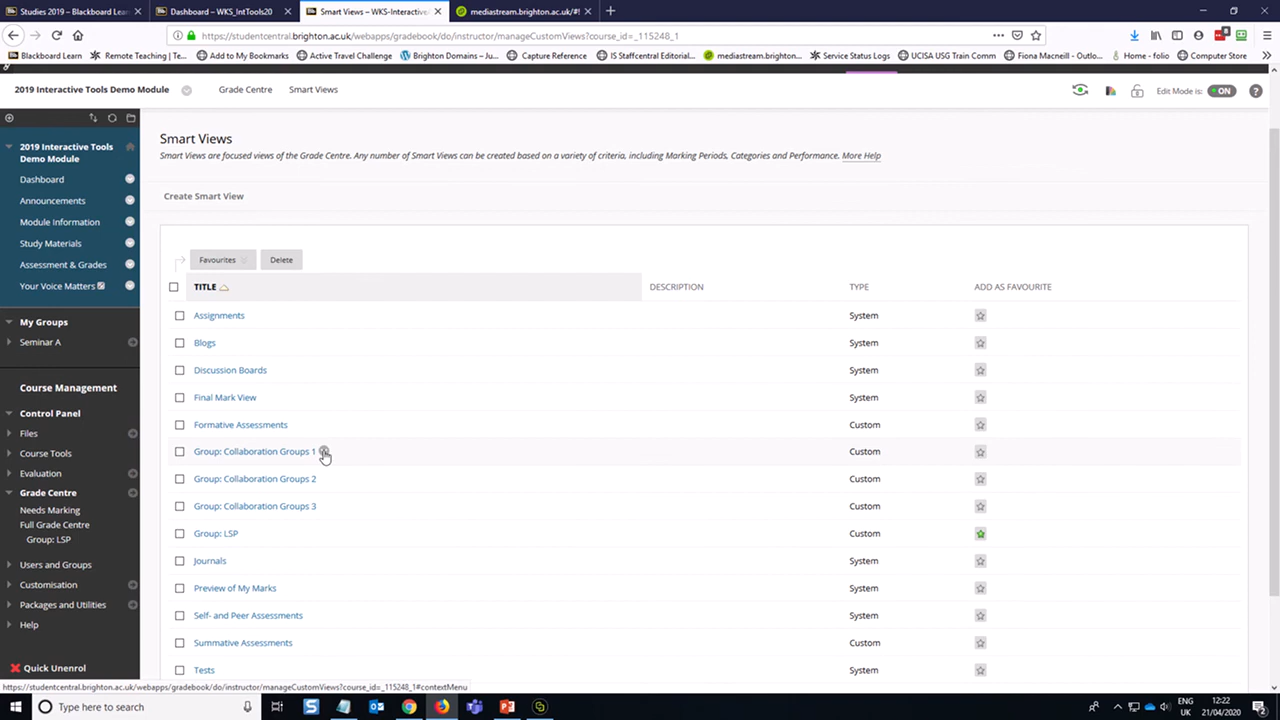 Studies 2019 – Blackboard Lea
Dashboard – WKS_IntTools20
Smart Views – WKS-Interactive
mediastream.brighton.ac.uk/#!
https://studentcentral.brighton.ac.uk/webapps/gradebook/do/instructor/manageCustomViews?course_id=_115248_1
Blackboard Learn
Remote Teaching | Te...
Add to My Bookmarks
Active Travel Challenge
Brighton Domains – Ju...
Capture Reference
IS Staffcentral Editorial...
mediastream.brighton...
Service Status Logs
UCISA USG Train Comm
Fiona Macneill - Outlo...
Home - folio
Computer Store
2019 Interactive Tools Demo Module
Grade Centre
Smart Views
Edit Mode is:
ON
?
2019 Interactive Tools
Demo Module
Dashboard
Announcements
Module Information
Study Materials
Assessment & Grades
Your Voice Matters
My Groups
Seminar A
Course Management
Control Panel
Files
Course Tools
Evaluation
Grade Centre
Needs Marking
Full Grade Centre
Group: LSP
Users and Groups
Customisation
Packages and Utilities
Help
Quick Unenrol
Smart Views
Smart Views are focused views of the Grade Centre. Any number of Smart Views can be created based on a variety of criteria, including Marking Periods, Categories and Performance. More Help
Create Smart View
Favourites
Delete
TITLE DESCRIPTION TYPE ADD AS FAVOURITE
Assignments System
Blogs System
Discussion Boards System
Final Mark View System
Formative Assessments Custom
Group: Collaboration Groups 1 Custom
Group: Collaboration Groups 2 Custom
Group: Collaboration Groups 3 Custom
Group: LSP Custom
Journals System
Preview of My Marks System
Self- and Peer Assessments System
Summative Assessments Custom
Tests System
https://studentcentral.brighton.ac.uk/webapps/gradebook/do/instructor/manageCustomViews?course_id=_115248_1#contextMenu
Type here to search
ENG
UK
12:22
21/04/2020
2